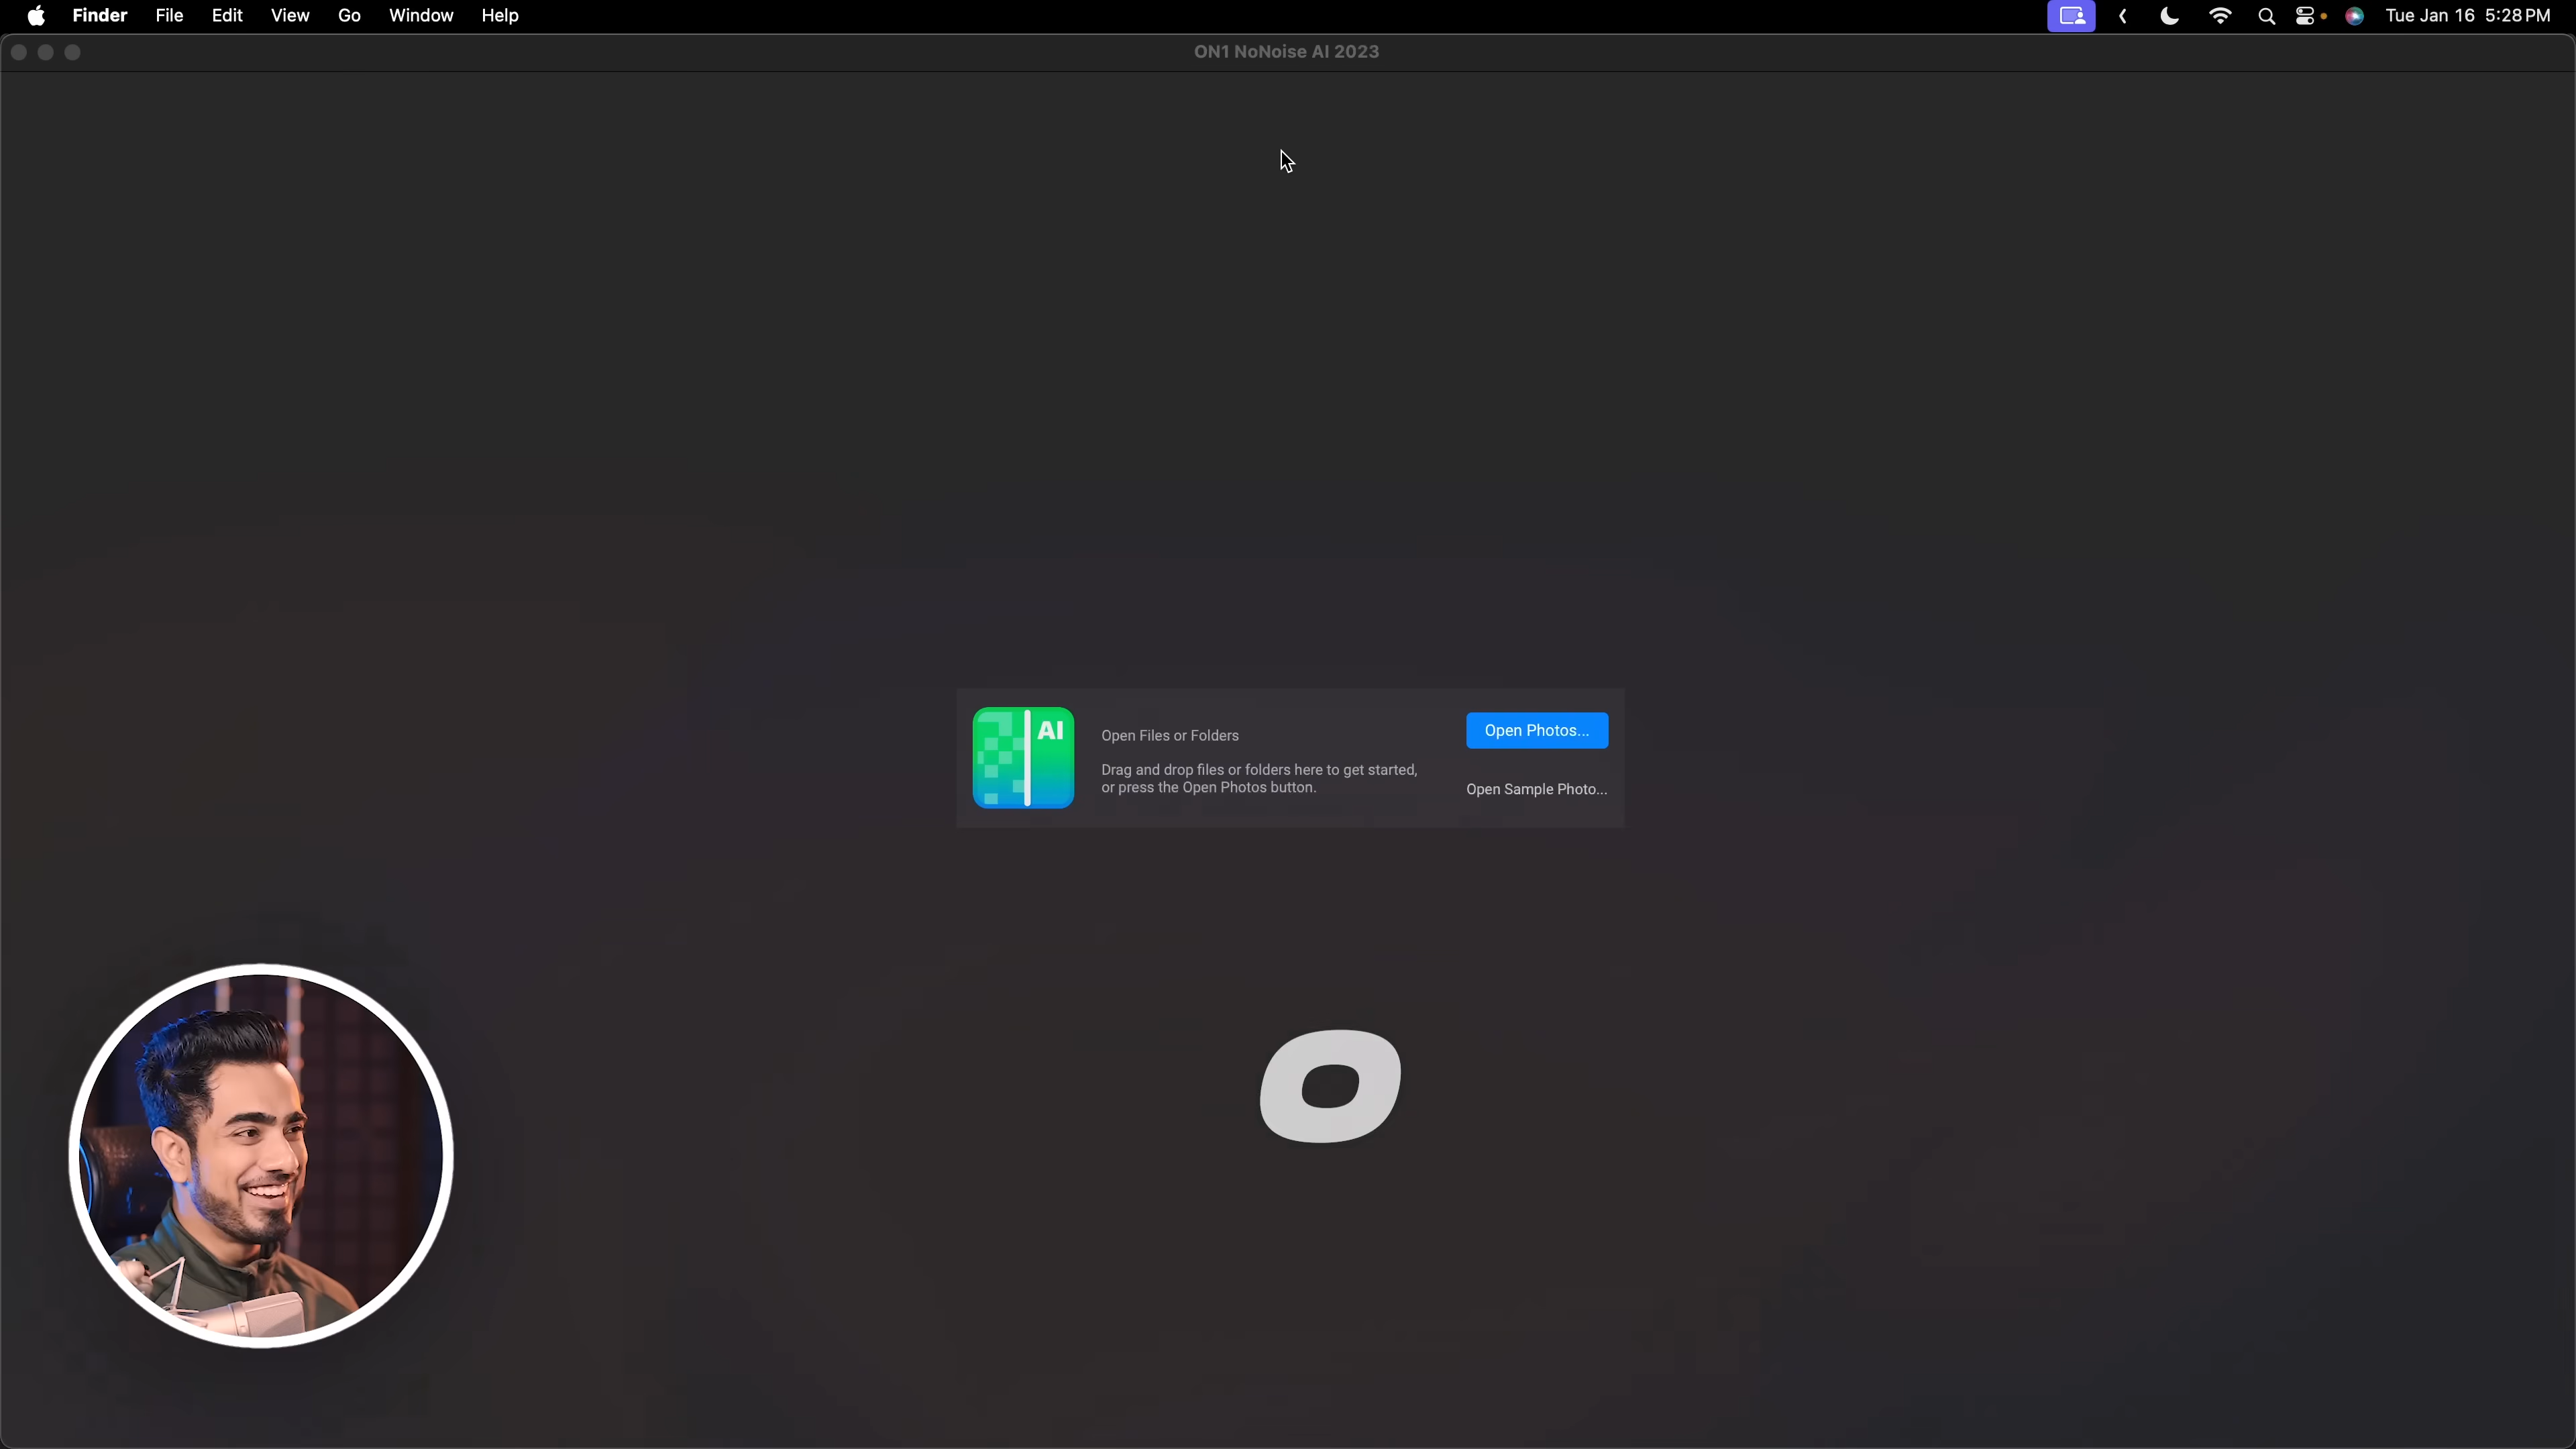 Finder File Edit View Go Window Help Tue Jan 16 5:28 PM
ON1 NoNoise AI 2023
AI
Open Files or Folders
Drag and drop files or folders here to get started,
or press the Open Photos button.
Open Photos...
Open Sample Photo...
O